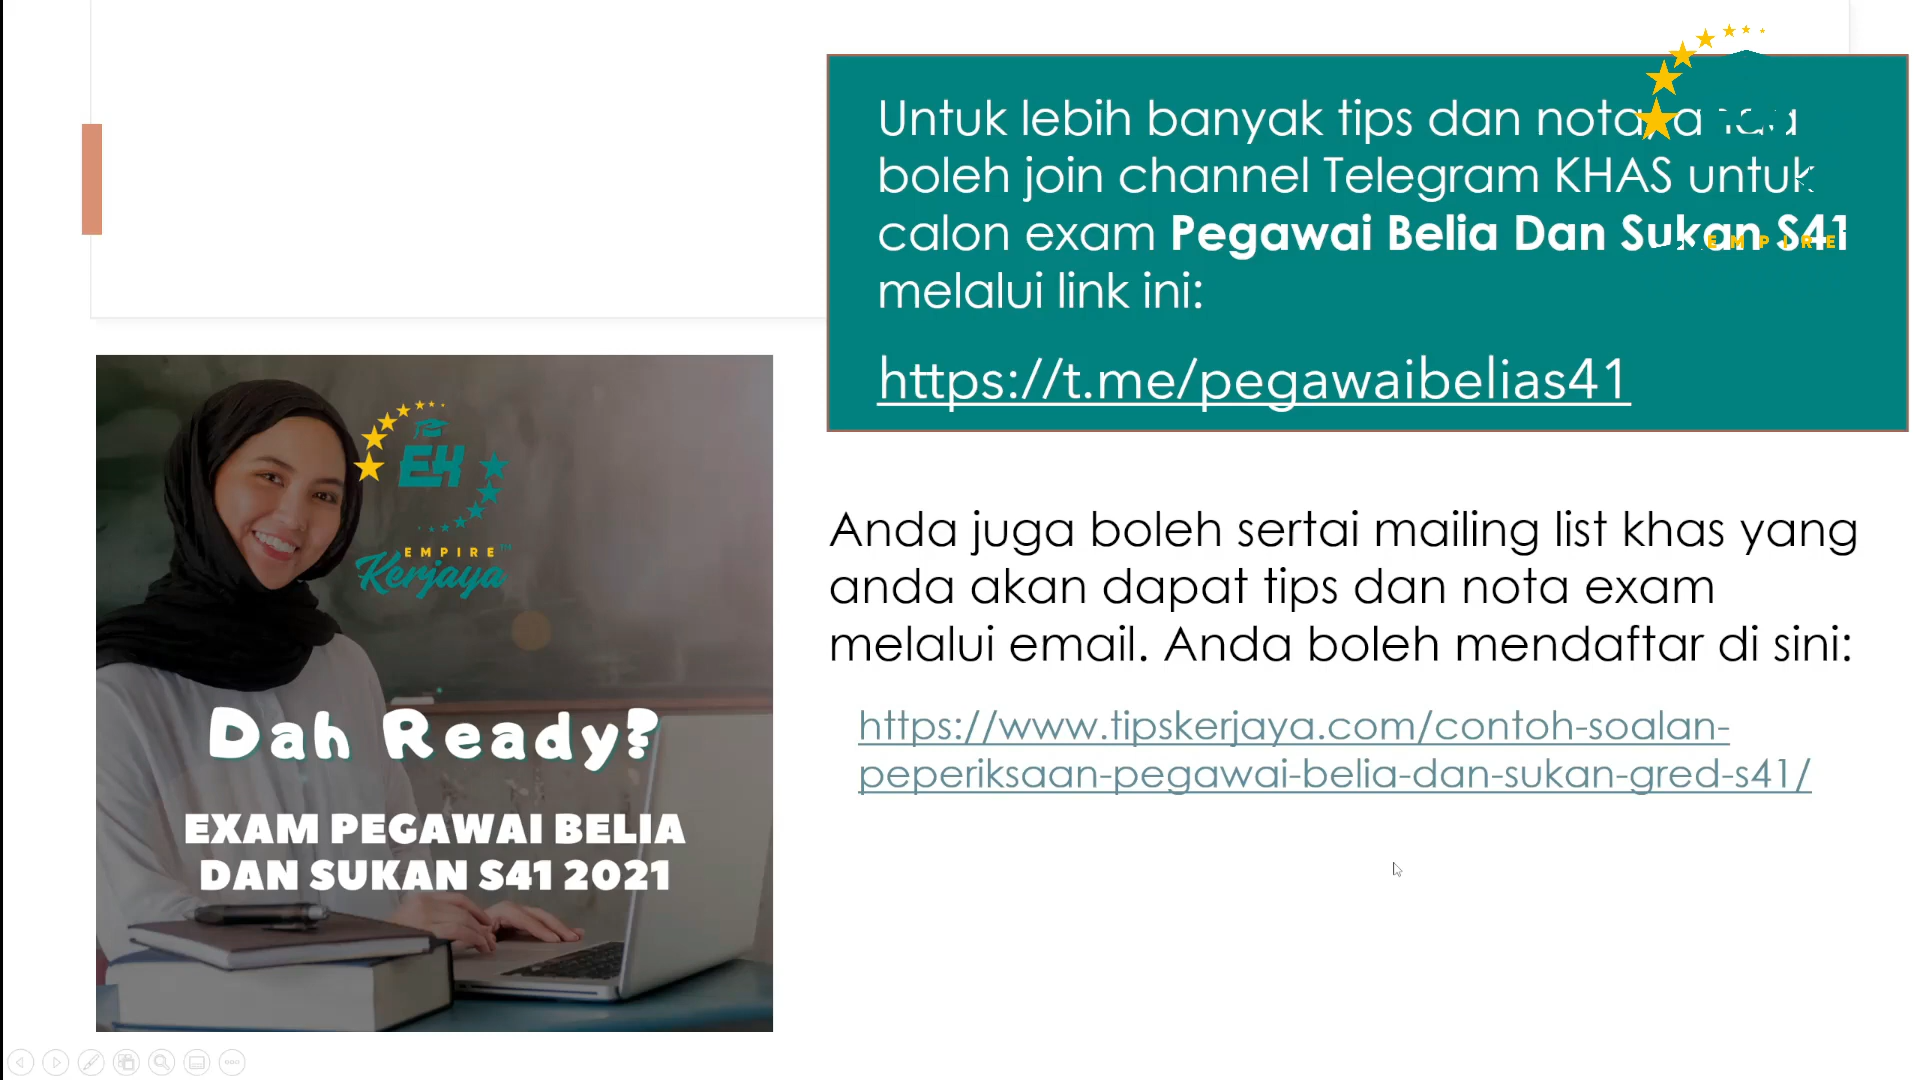 Untuk lebih banyak tips dan nota, anda
boleh join channel Telegram KHAS untuk
calon exam Pegawai Belia Dan Sukan S41
melalui link ini:
https://t.me/pegawaibelias41
EMPIRE
Anda juga boleh sertai mailing list khas yang
anda akan dapat tips dan nota exam
melalui email. Anda boleh mendaftar di sini:
https://www.tipskerjaya.com/contoh-soalan-
peperiksaan-pegawai-belia-dan-sukan-gred-s41/
EK
EMPIRE
Kerjaya
Dah Ready?
EXAM PEGAWAI BELIA
DAN SUKAN S41 2021